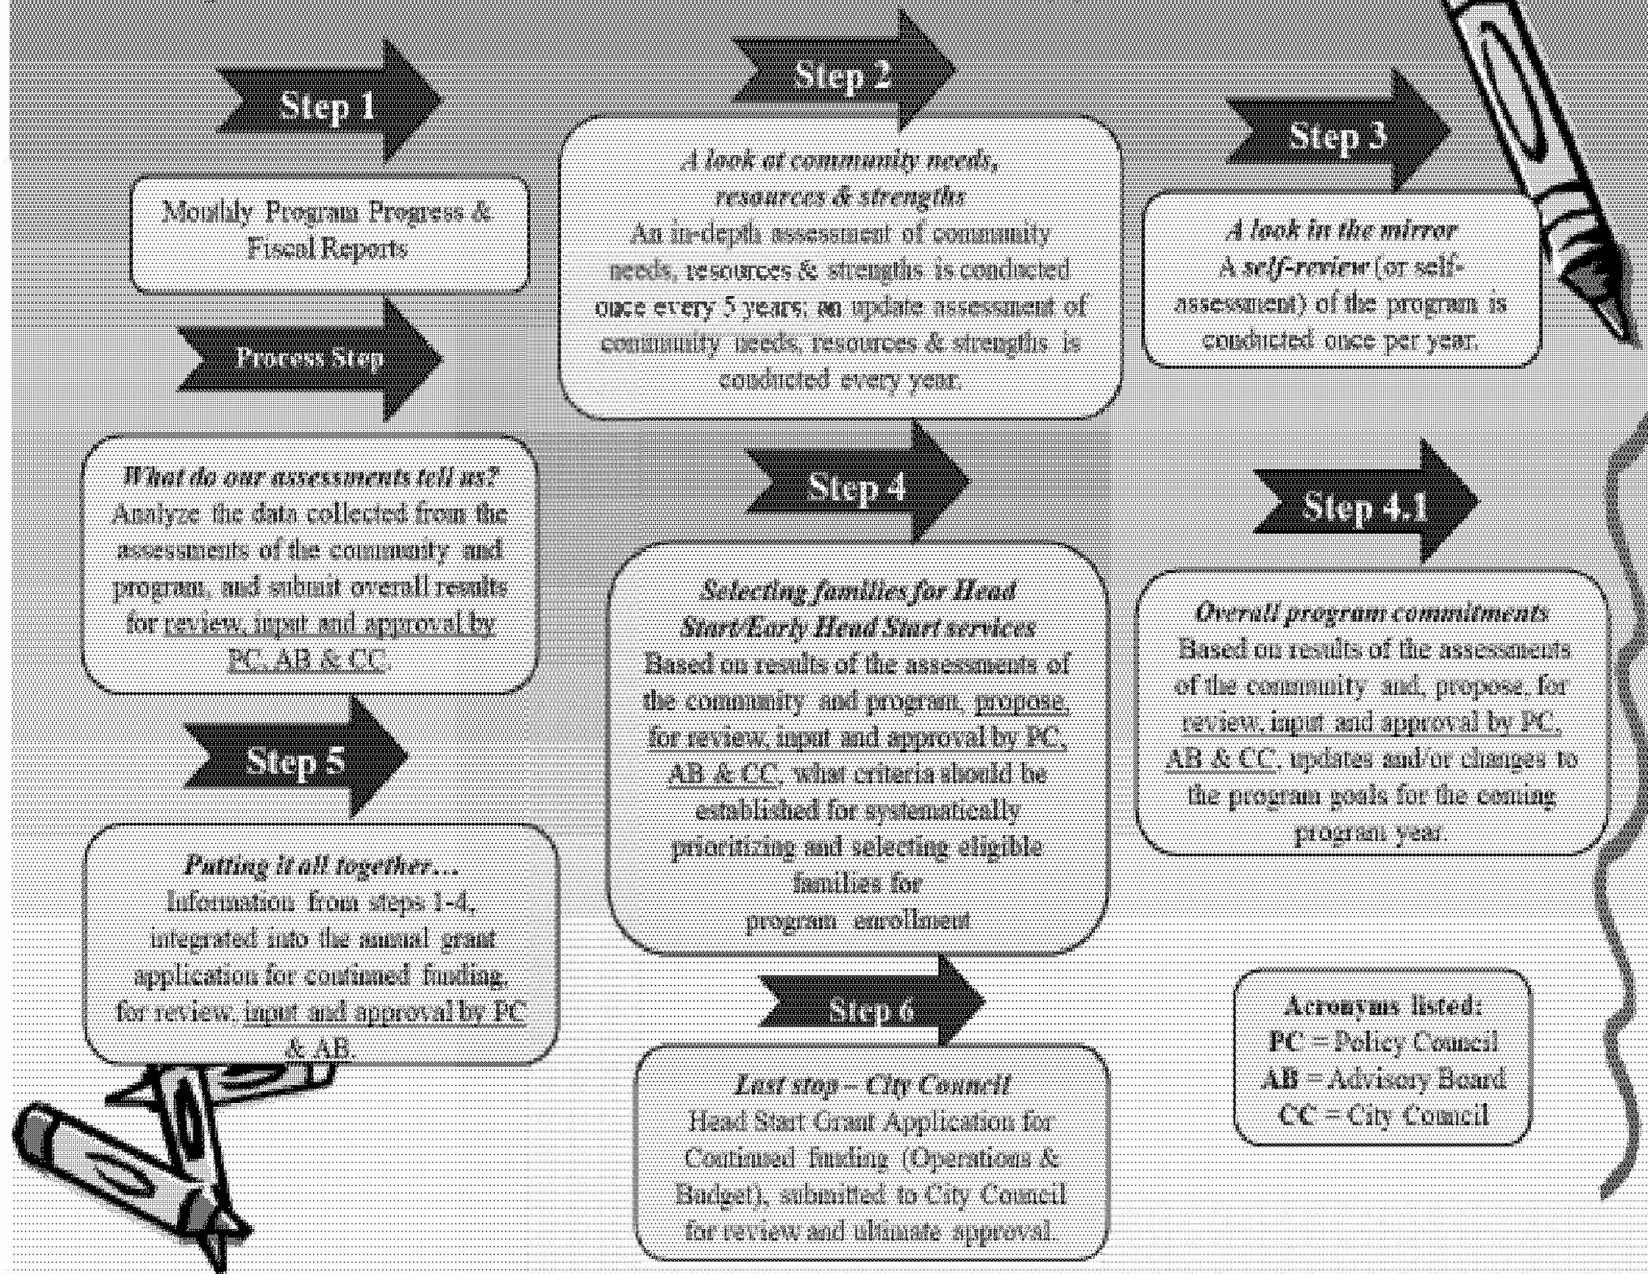 Step 1
Monthly Program Progress &
Fiscal Reports
Step 2
A look at community needs,
resources & strengths
An in-depth assessment of community
needs, resources & strengths is conducted
once every 5 years; an update assessment of
community needs, resources & strengths is
conducted every year.
Step 3
A look in the mirror
A self-review (or self-
assessment) of the program is
conducted once per year.
Process Step
What do our assessments tell us?
Analyze the data collected from the
assessments of the community and
program, and submit overall results
for review, input and approval by
PC, AB & CC.
Step 4
Selecting families for Head
Start/Early Head Start services
Based on results of the assessments of
the community and program, propose,
for review, input and approval by PC,
AB & CC, what criteria should be
established for systematically
prioritizing and selecting eligible
families for
program enrollment
Step 4.1
Overall program commitments
Based on results of the assessments
of the community and, propose, for
review, input and approval by PC,
AB & CC, updates and/or changes to
the program goals for the coming
program year.
Step 5
Putting it all together…
Information from steps 1-4,
integrated into the annual grant
application for continued funding,
for review, input and approval by PC
& AB.
Step 6
Last stop – City Council
Head Start Grant Application for
Continued funding (Operations &
Budget), submitted to City Council
for review and ultimate approval.
Acronyms listed:
PC = Policy Council
AB = Advisory Board
CC = City Council